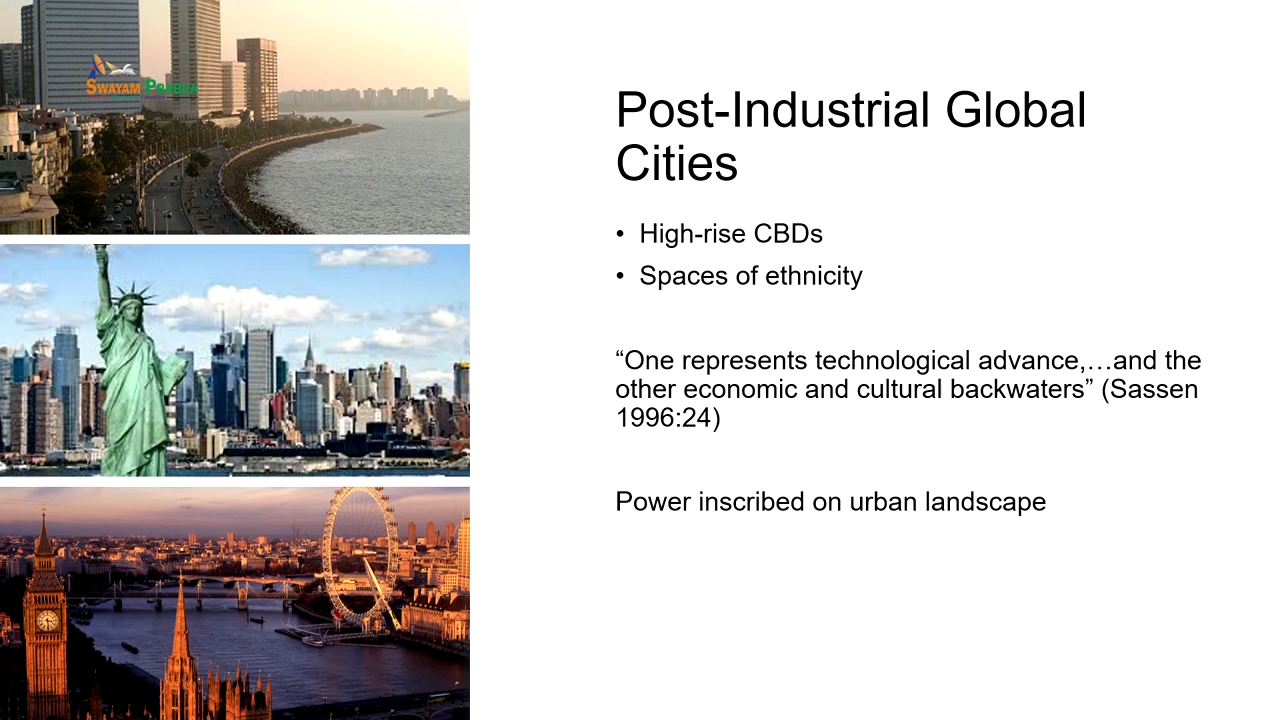 SWAYAM PRABHA
Post-Industrial Global
Cities
• High-rise CBDs
• Spaces of ethnicity
“One represents technological advance,…and the
other economic and cultural backwaters” (Sassen
1996:24)
Power inscribed on urban landscape